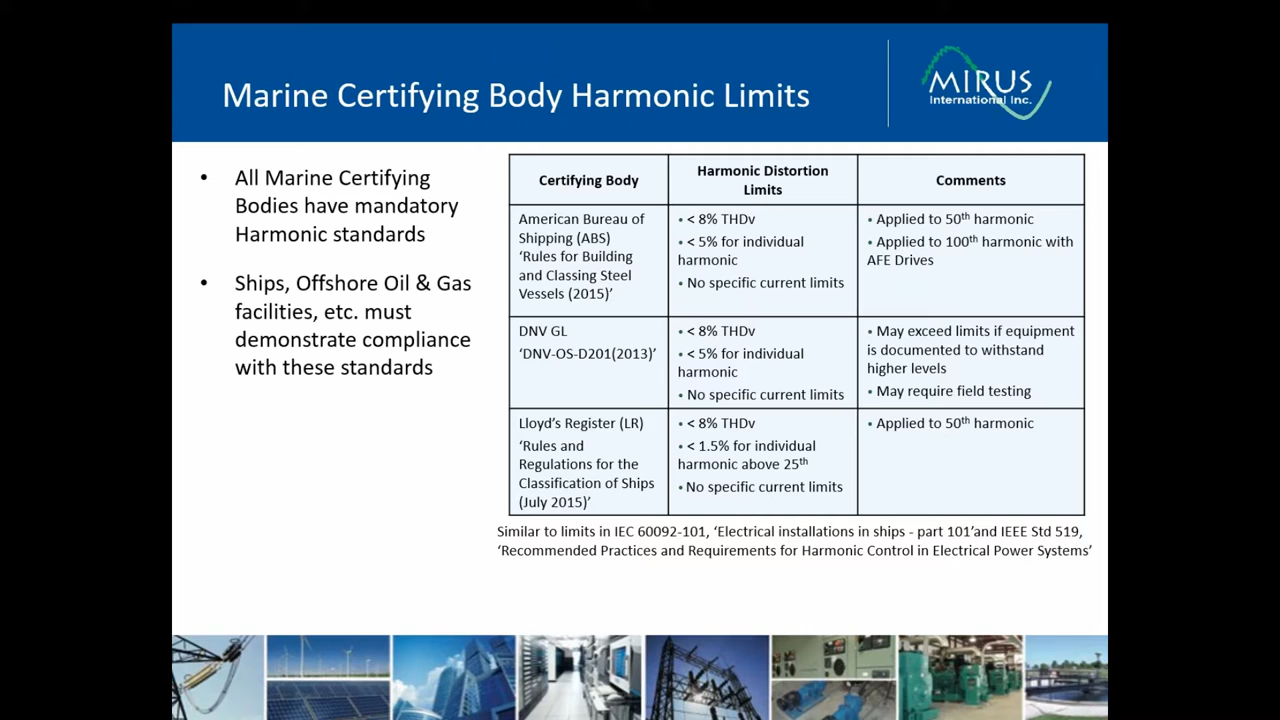 Marine Certifying Body Harmonic Limits
MIRUS
International Inc.
• All Marine Certifying
Bodies have mandatory
Harmonic standards
• Ships, Offshore Oil & Gas
facilities, etc. must
demonstrate compliance
with these standards
Certifying Body
Harmonic Distortion
Limits
Comments
American Bureau of
Shipping (ABS)
‘Rules for Building
and Classing Steel
Vessels (2015)’
• < 8% THDv
• < 5% for individual
harmonic
• No specific current limits
• Applied to 50th harmonic
• Applied to 100th harmonic with
AFE Drives
DNV GL
‘DNV-OS-D201(2013)’
• < 8% THDv
• < 5% for individual
harmonic
• No specific current limits
• May exceed limits if equipment
is documented to withstand
higher levels
• May require field testing
Lloyd’s Register (LR)
‘Rules and
Regulations for the
Classification of Ships
(July 2015)’
• < 8% THDv
• < 1.5% for individual
harmonic above 25th
• No specific current limits
• Applied to 50th harmonic
Similar to limits in IEC 60092-101, ‘Electrical installations in ships - part 101’and IEEE Std 519,
‘Recommended Practices and Requirements for Harmonic Control in Electrical Power Systems’